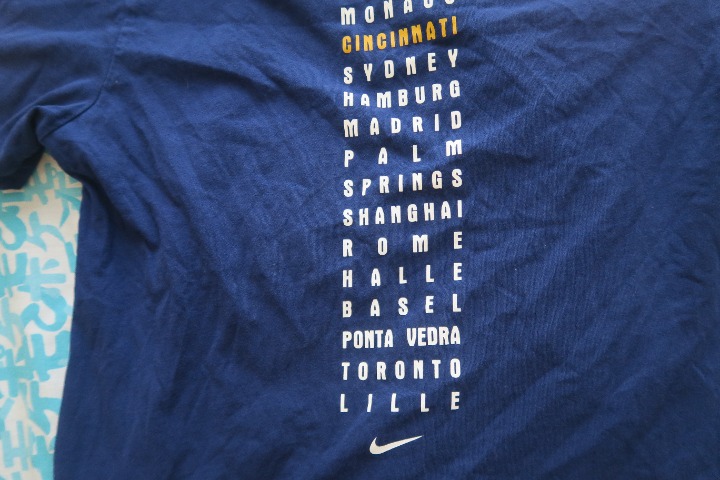 MONACO
CINCINNATI
SYDNEY
HAMBURG
MADRID
PALM
SPRINGS
SHANGHAI
ROME
HALLE
BASEL
PONTA VEDRA
TORONTO
LILLE